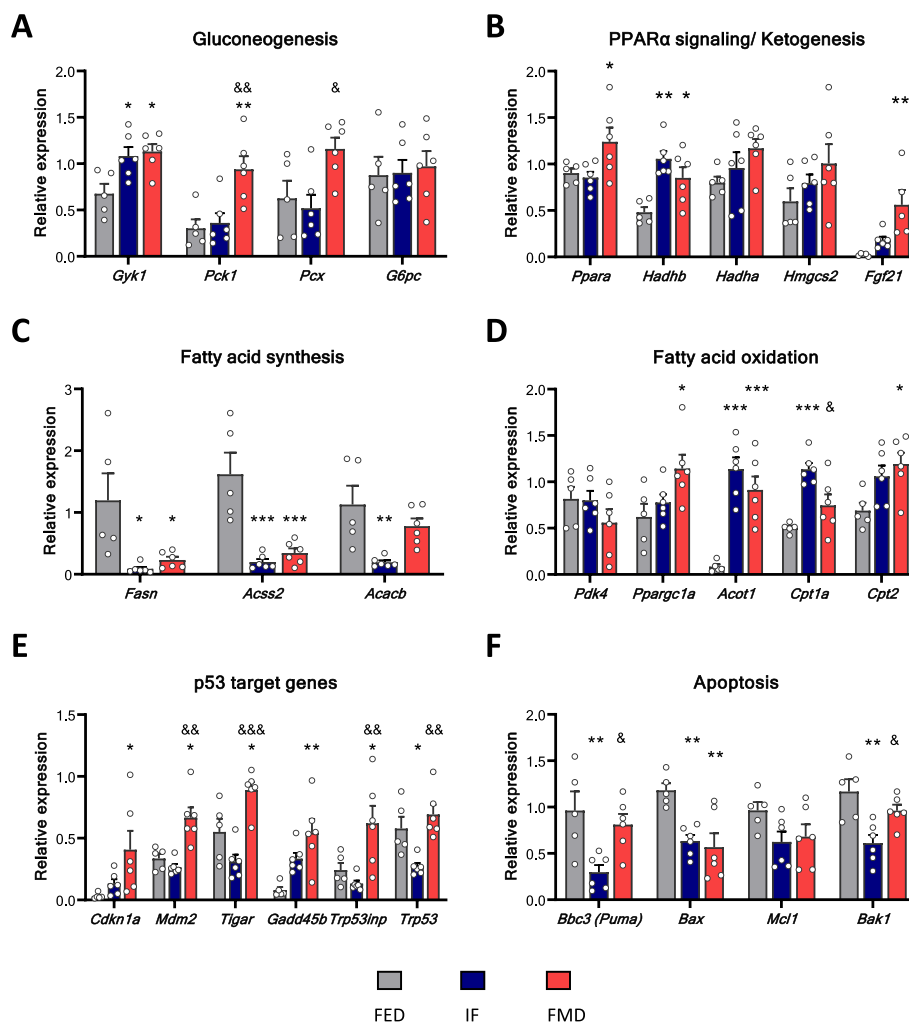 A
Gluconeogenesis
Relative expression
2.0
1.5
1.0
0.5
0.0
* * && ** &
Gyk1 Pck1 Pcx G6pc
B
PPARα signaling/ Ketogenesis
Relative expression
2.0
1.5
1.0
0.5
0.0
* ** * **
Ppara Hadhb Hadha Hmgcs2 Fgf21
C
Fatty acid synthesis
Relative expression
3
2
1
0
* * *** *** **
Fasn Acss2 Acacb
D
Fatty acid oxidation
Relative expression
2.0
1.5
1.0
0.5
0.0
* *** *** *** & *
Pdk4 Ppargc1a Acot1 Cpt1a Cpt2
E
p53 target genes
Relative expression
1.5
1.0
0.5
0.0
&& &&& && &&
* * * ** * *
Cdkn1a Mdm2 Tigar Gadd45b Trp53inp Trp53
F
Apoptosis
Relative expression
2.0
1.5
1.0
0.5
0.0
** & ** ** ** &
Bbc3 (Puma) Bax Mcl1 Bak1
FED IF FMD